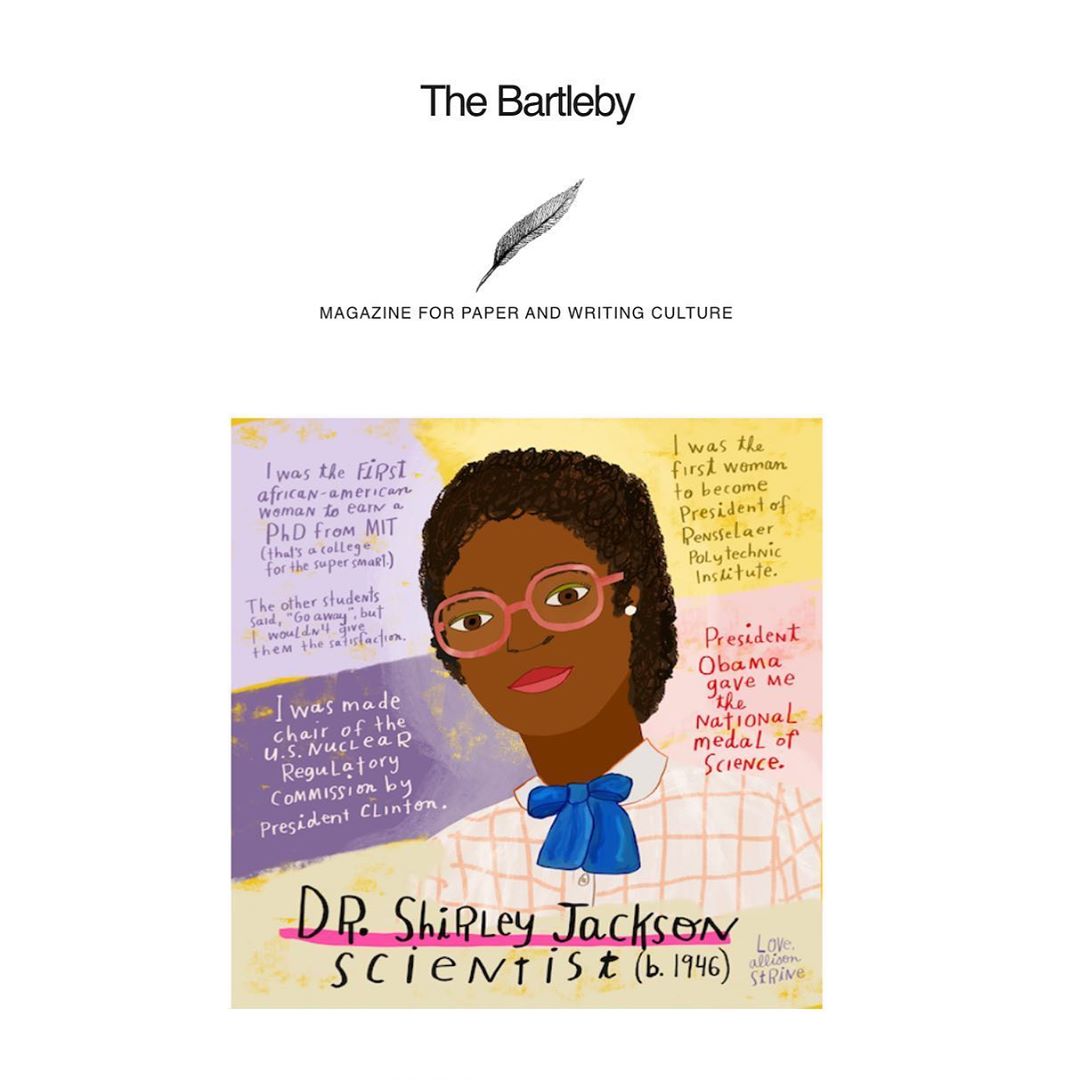 The Bartleby
MAGAZINE FOR PAPER AND WRITING CULTURE
I was the FiRSt
african-american
woman to earn a
PhD from MIT
(that's a college
for the super smaRt.)
The other students
said, "Go away", but
I wouldn't give
them the satisfaction.
I was made
chair of the
U.S. NucleaR
Regulatory
Commission by
President Clinton.
I was the
first woman
to become
President of
Rensselaer
Polytechnic
Institute.
President
Obama
gave me
the
National
medal of
Science.
DR. ShiRley Jackson
scientist (b. 1946)
Love,
allison
StRine